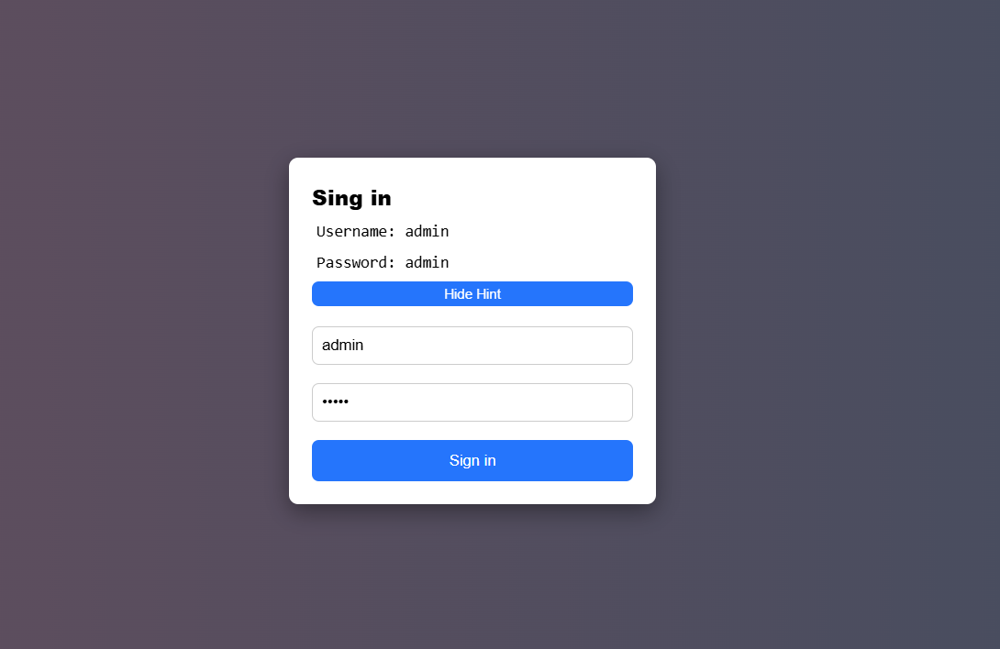 Sing in
Username: admin
Password: admin
Hide Hint
admin
•••••
Sign in